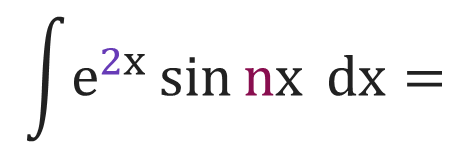 ∫ e^{2x} sin nx dx =